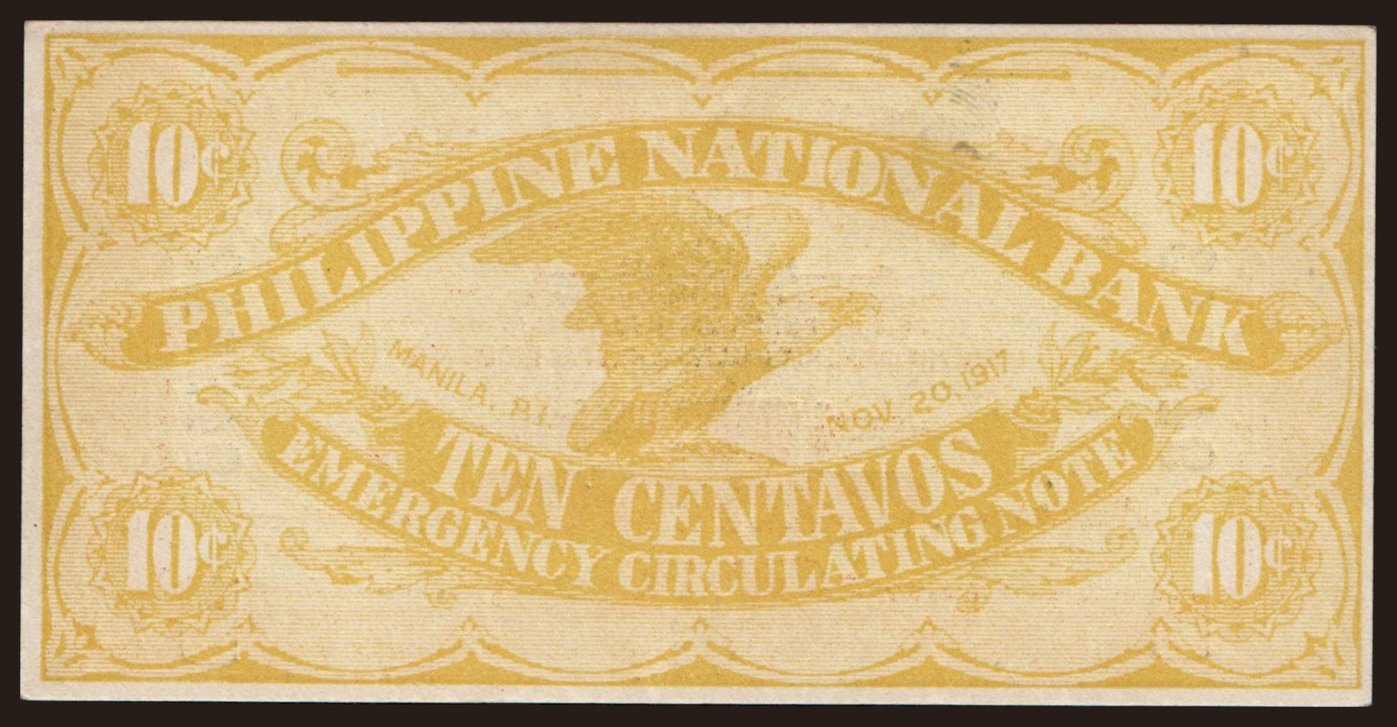 10¢ 10¢
PHILIPPINE NATIONAL BANK
MANILA, P.I. NOV. 20, 1917
TEN CENTAVOS
EMERGENCY CIRCULATING NOTE
10¢ 10¢